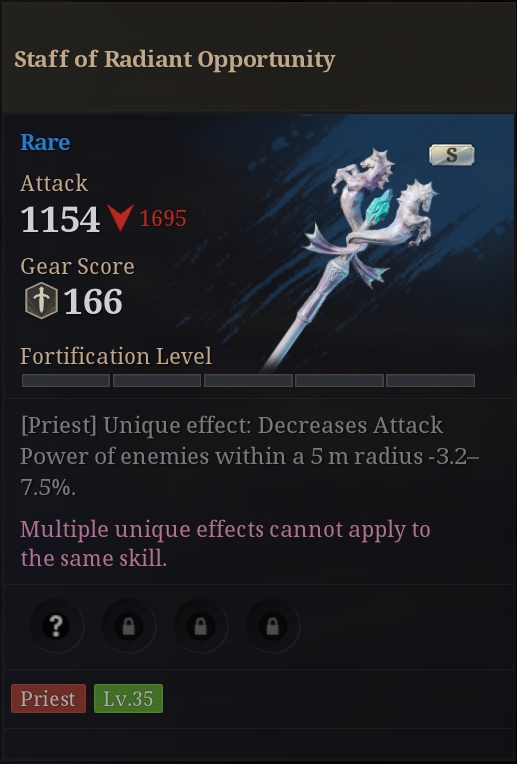 Staff of Radiant Opportunity
Rare
S
Attack
1154 1695
Gear Score
166
Fortification Level
[Priest] Unique effect: Decreases Attack
Power of enemies within a 5 m radius -3.2–
7.5%.
Multiple unique effects cannot apply to
the same skill.
?
Priest Lv.35